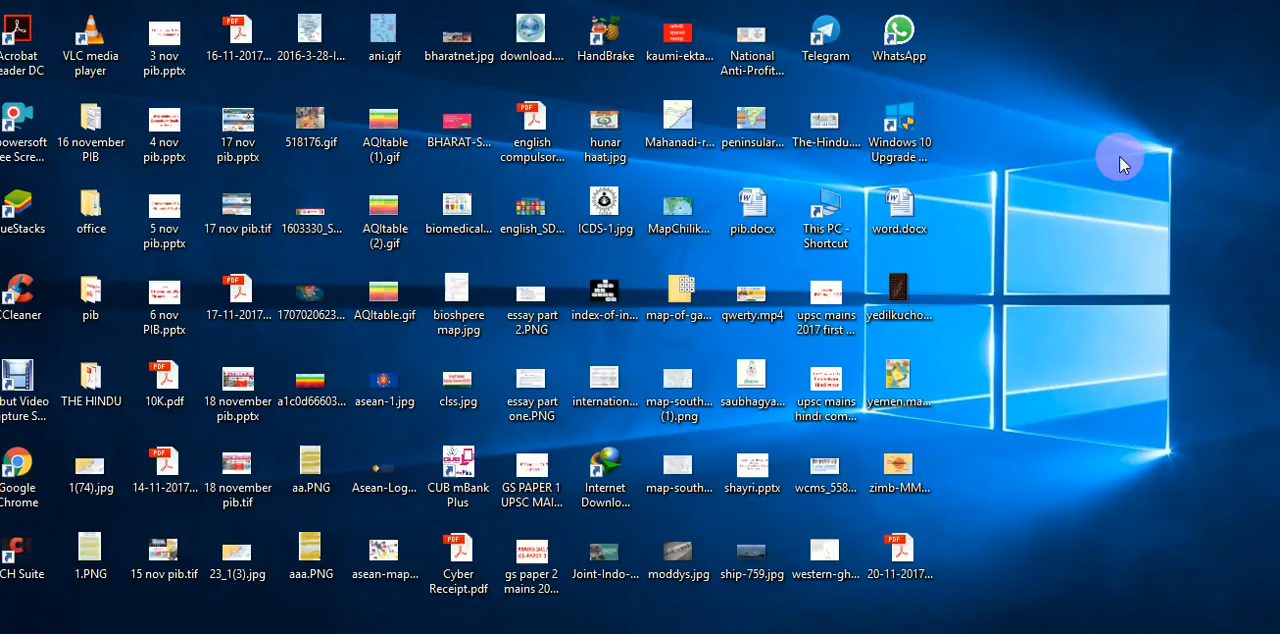 Acrobat
eader DC
VLC media
player
3 nov
pib.pptx
16-11-2017...
2016-3-28-I...
ani.gif
bharatnet.jpg
download....
HandBrake
kaumi-ekta...
National
Anti-Profit...
Telegram
WhatsApp
powersoft
ee Scre...
16 november
PIB
4 nov
pib.pptx
17 nov
pib.pptx
518176.gif
AQItable
(1).gif
BHARAT-S...
english
compulsor...
hunar
haat.jpg
Mahanadi-r...
peninsular...
The-Hindu....
Windows 10
Upgrade ...
ueStacks
office
5 nov
pib.pptx
17 nov pib.tif
1603330_S...
AQItable
(2).gif
biomedical...
english_SD...
ICDS-1.jpg
MapChilik...
pib.docx
This PC -
Shortcut
word.docx
CCleaner
pib
6 nov
PIB.pptx
17-11-2017...
1707020623...
AQItable.gif
bioshpere
map.jpg
essay part
2.PNG
index-of-in...
map-of-ga...
qwerty.mp4
upsc mains
2017 first ...
yedilkucho...
but Video
pture S...
THE HINDU
10K.pdf
18 november
pib.pptx
a1c0d66603...
asean-1.jpg
clss.jpg
essay part
one.PNG
internation...
map-south...
(1).png
saubhagya...
upsc mains
hindi com...
yemen.ma...
Google
Chrome
1(74).jpg
14-11-2017...
18 november
pib.tif
aa.PNG
Asean-Log...
CUB mBank
Plus
GS PAPER 1
UPSC MAI...
Internet
Downlo...
map-south...
shayri.pptx
wcms_558...
zimb-MM...
CH Suite
1.PNG
15 nov pib.tif
23_1(3).jpg
aaa.PNG
asean-map...
Cyber
Receipt.pdf
gs paper 2
mains 20...
Joint-Indo-...
moddys.jpg
ship-759.jpg
western-gh...
20-11-2017...